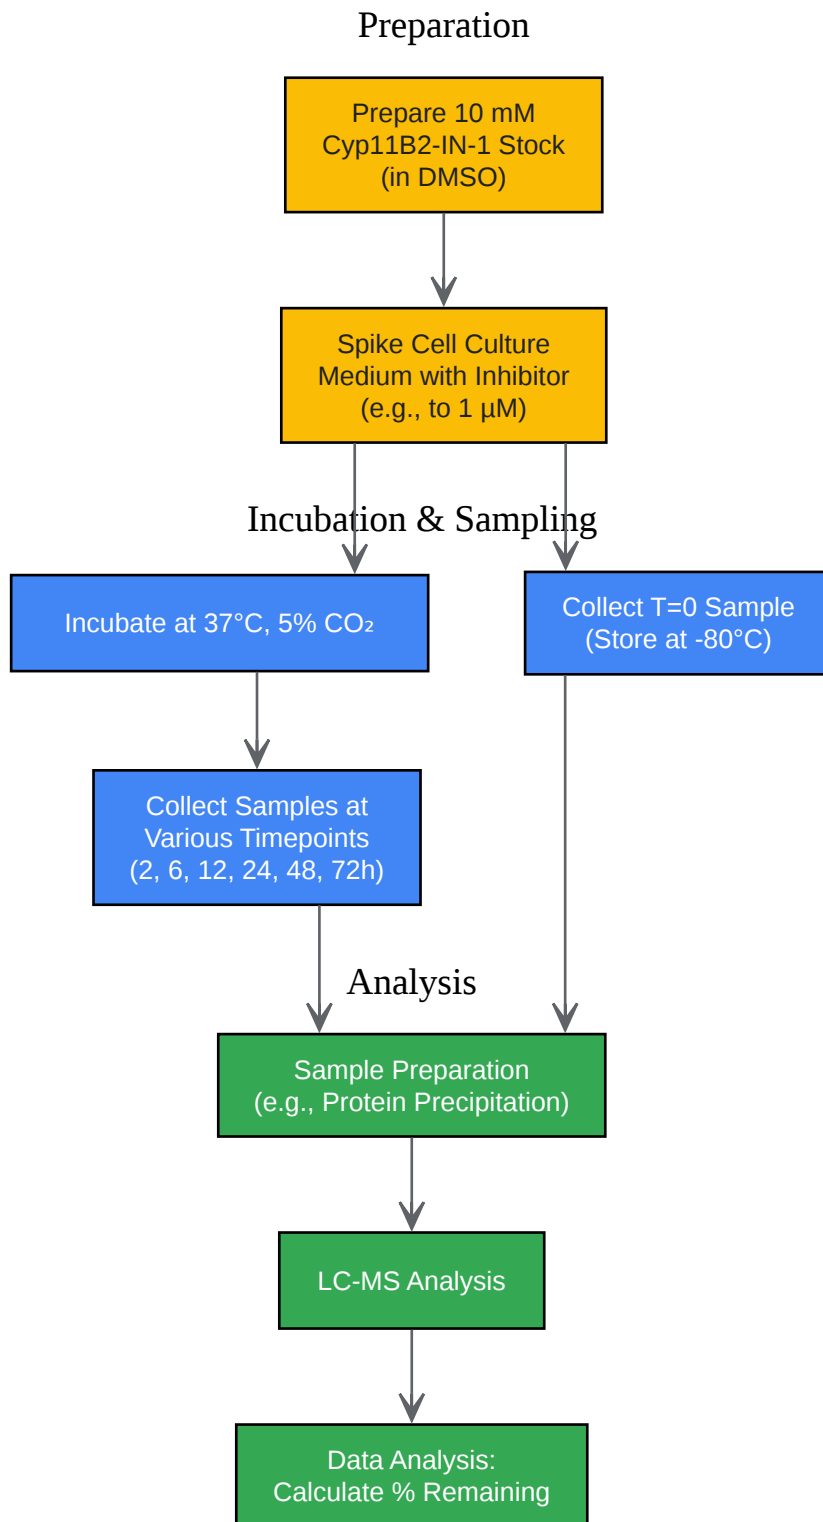 Preparation
Prepare 10 mM
Cyp11B2-IN-1 Stock
(in DMSO)
Spike Cell Culture
Medium with Inhibitor
(e.g., to 1 µM)
Incubation & Sampling
Incubate at 37°C, 5% CO₂
Collect T=0 Sample
(Store at -80°C)
Collect Samples at
Various Timepoints
(2, 6, 12, 24, 48, 72h)
Analysis
Sample Preparation
(e.g., Protein Precipitation)
LC-MS Analysis
Data Analysis:
Calculate % Remaining